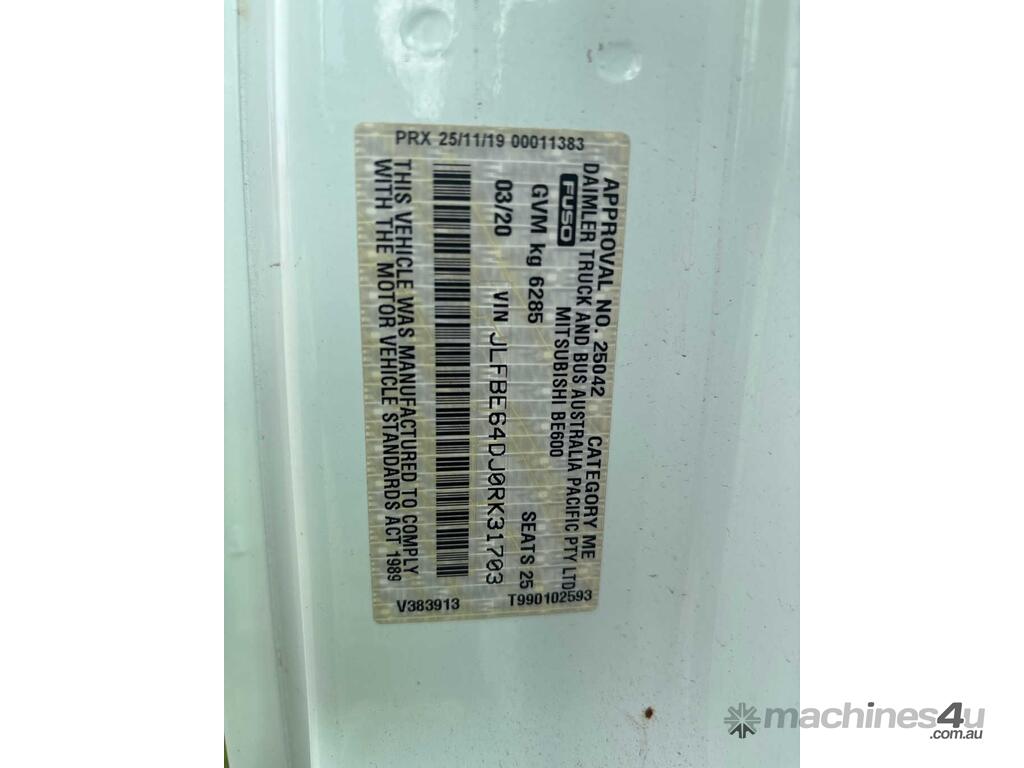 APPROVAL NO. 25042 CATEGORY ME
DAIMLER TRUCK AND BUS AUSTRALIA PACIFIC PTY LTD
FUSO MITSUBISHI BE600
GVM kg 6285 SEATS 25
03/20 VIN JLFBE64DJ0RK31703
THIS VEHICLE WAS MANUFACTURED TO COMPLY
WITH THE MOTOR VEHICLE STANDARDS ACT 1989
PRX 25/11/19 00011383
V383913 T990102593
machines4u
.com.au